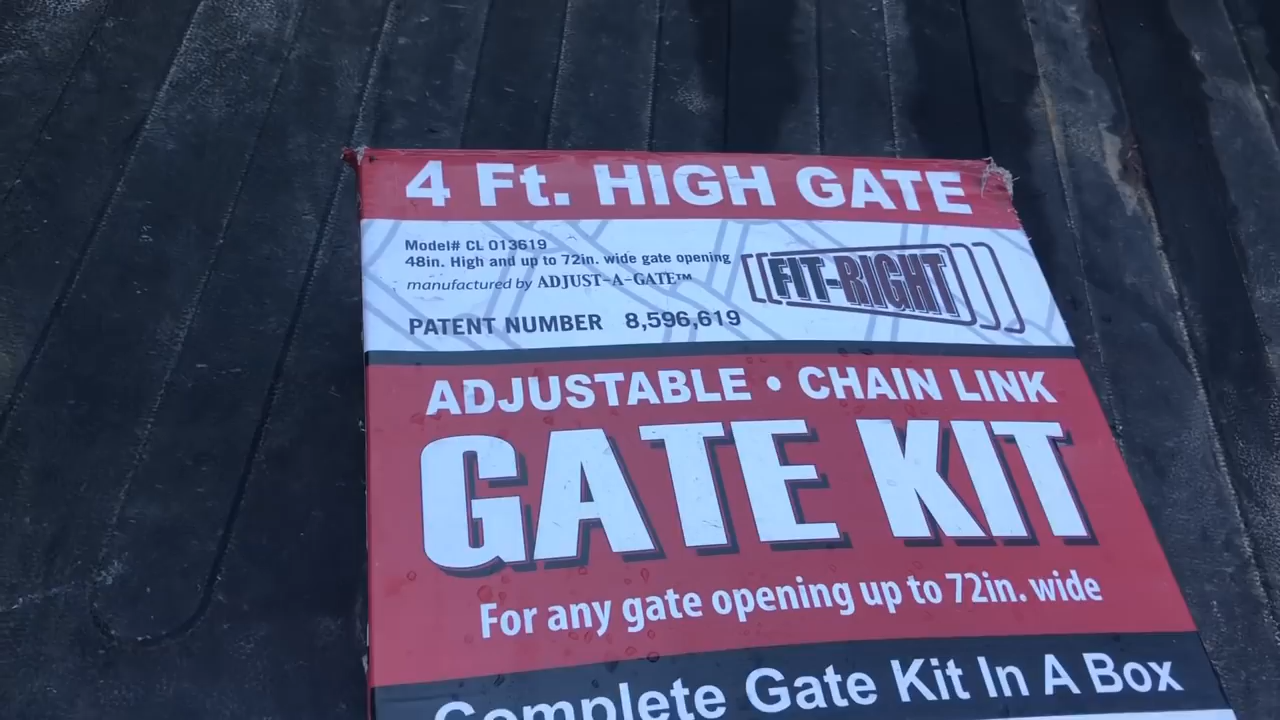 4 Ft. HIGH GATE
Model# CL 013619
48in. High and up to 72in. wide gate opening
manufactured by ADJUST-A-GATE™
PATENT NUMBER 8,596,619
FIT-RIGHT
ADJUSTABLE • CHAIN LINK
GATE KIT
For any gate opening up to 72in. wide
Complete Gate Kit In A Box